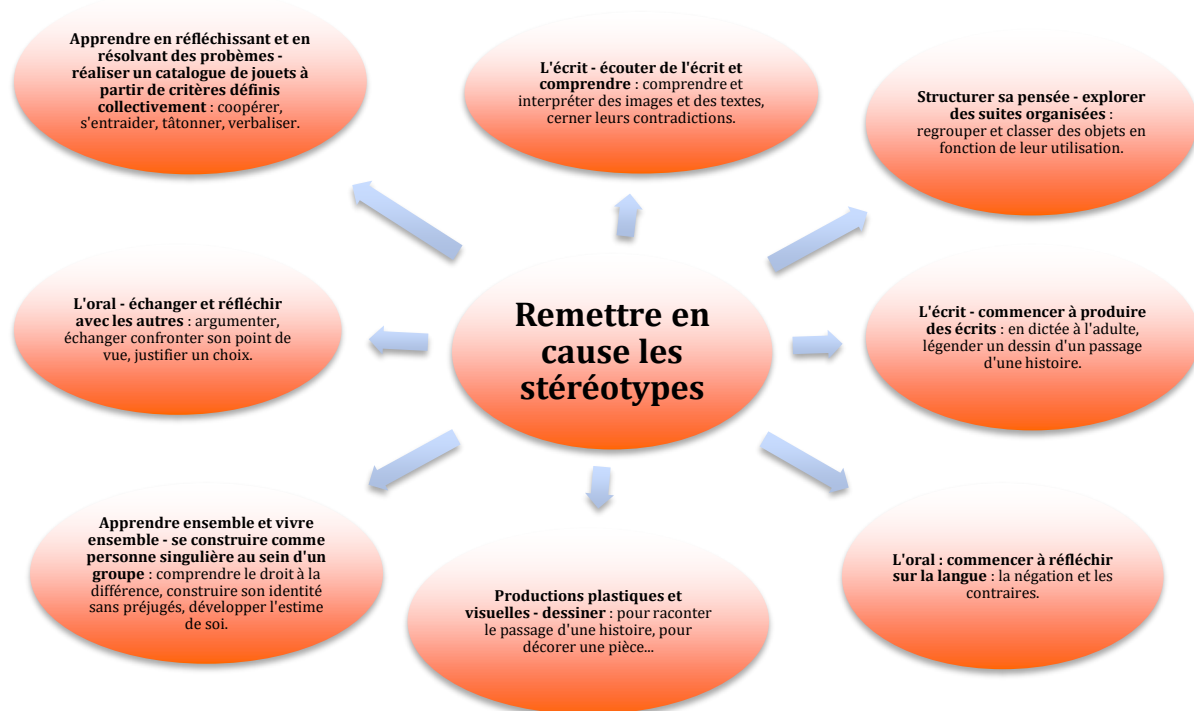 Apprendre en réfléchissant et en
résolvant des probèmes -
réaliser un catalogue de jouets à
partir de critères définis
collectivement : coopérer,
s'entraider, tâtonner, verbaliser.
L'écrit - écouter de l'écrit et
comprendre : comprendre et
interpréter des images et des textes,
cerner leurs contradictions.
Structurer sa pensée - explorer
des suites organisées :
regrouper et classer des objets en
fonction de leur utilisation.
L'oral - échanger et réfléchir
avec les autres : argumenter,
échanger confronter son point de
vue, justifier un choix.
Remettre en
cause les
stéréotypes
L'écrit - commencer à produire
des écrits : en dictée à l'adulte,
légender un dessin d'un passage
d'une histoire.
Apprendre ensemble et vivre
ensemble - se construire comme
personne singulière au sein d'un
groupe : comprendre le droit à la
différence, construire son identité
sans préjugés, développer l'estime
de soi.
Productions plastiques et
visuelles - dessiner : pour raconter
le passage d'une histoire, pour
décorer une pièce...
L'oral : commencer à réfléchir
sur la langue : la négation et les
contraires.